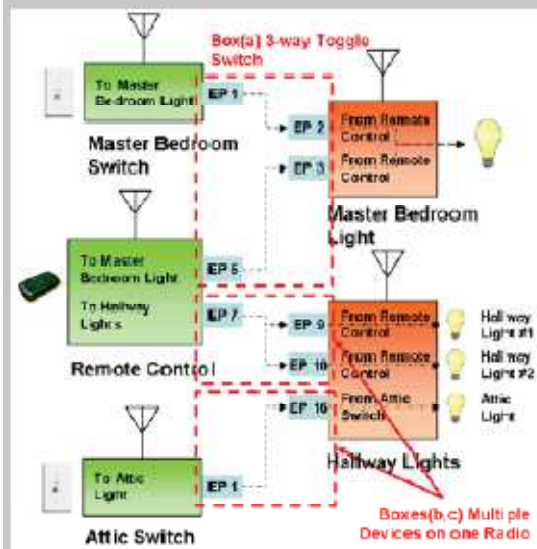 Box(a) 3-way Toggle
Switch
To Master
Bedroom Light
EP 1
Master Bedroom
Switch
EP 2
From Remote
Control
EP 3
From Remote
Control
Master Bedroom
Light
To Master
Bedroom Light
To Hallway
Lights
EP 5
EP 7
Remote Control
EP 9
From Remote
Control
Hallway
Light #1
EP 10
From Remote
Control
Hallway
Light #2
EP 16
From Attic
Switch
Attic
Light
Hallway Lights
To Attic
Light
EP 1
Attic Switch
Boxes(b,c) Multiple
Devices on one Radio